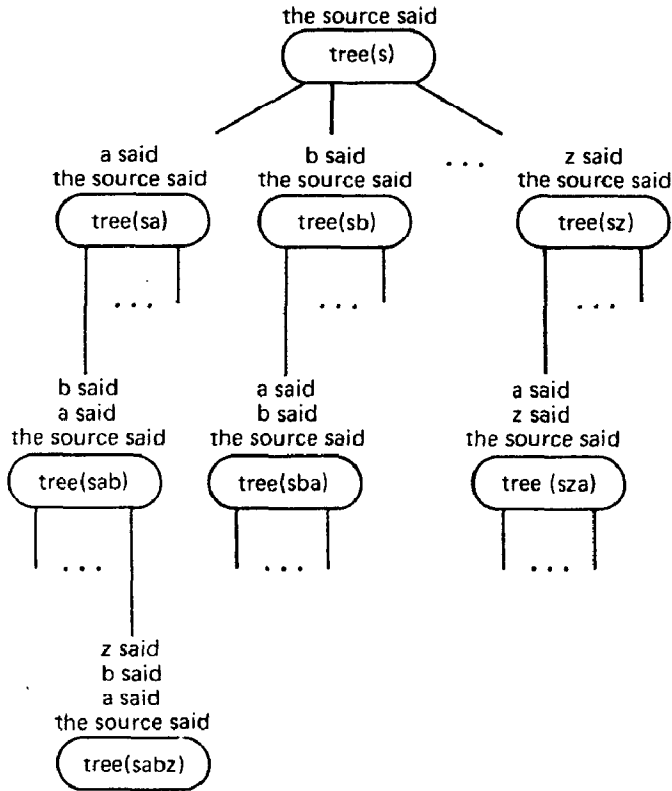 the source said
tree(s)
a said
the source said
tree(sa)
b said
the source said
tree(sb)
. . .
z said
the source said
tree(sz)
. . .
. . .
. . .
b said
a said
the source said
tree(sab)
a said
b said
the source said
tree(sba)
a said
z said
the source said
tree (sza)
. . .
. . .
. . .
z said
b said
a said
the source said
tree(sabz)